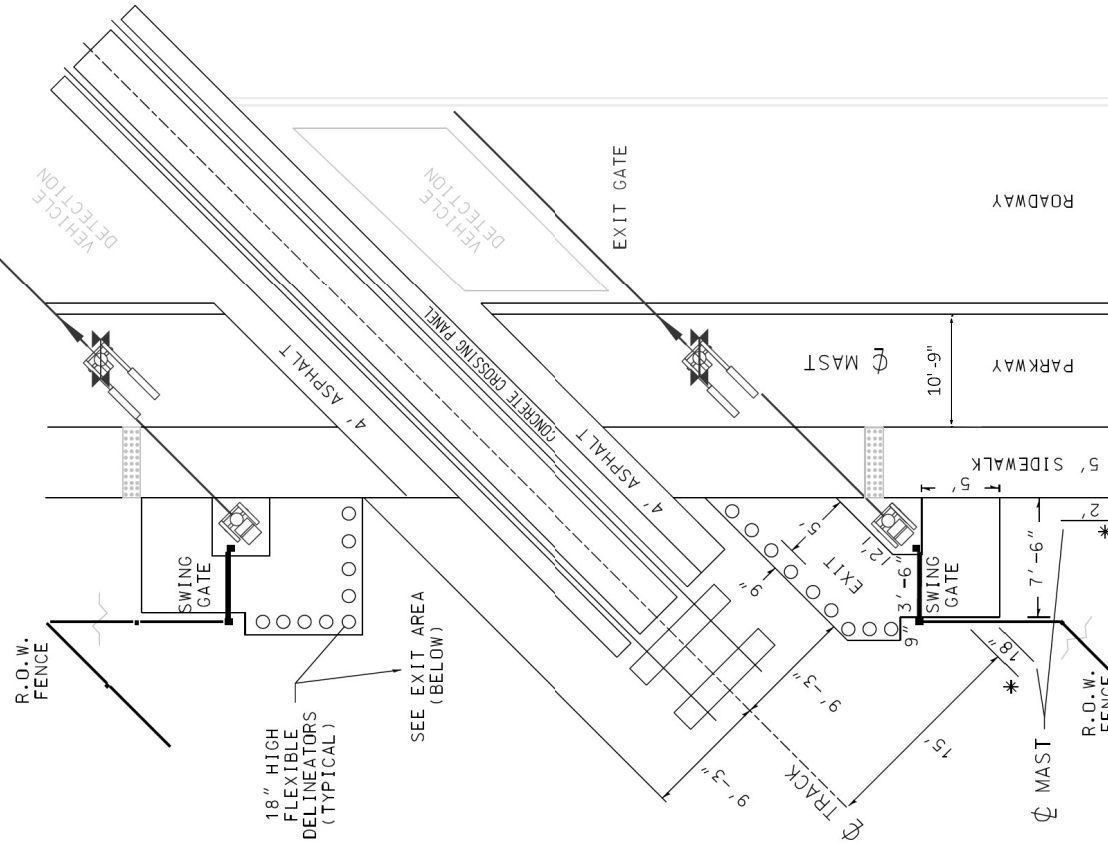 VEHICLE
DETECTION
VEHICLE
DETECTION
EXIT GATE
ROADWAY
CONCRETE CROSSING PANEL
4' ASPHALT
4' ASPHALT
℄ MAST
10'-9"
PARKWAY
5' SIDEWALK
5'
2'
*
SWING
GATE
5'
EXIT
12'1
9"
3'-6"
9"
SWING
GATE
7'-6"
18"
*
R.O.W.
FENCE
18" HIGH
FLEXIBLE
DELINEATORS
(TYPICAL)
SEE EXIT AREA
(BELOW)
9'-3"
9'-3"
15'
℄ TRACK
℄ MAST
R.O.W.
FENCE